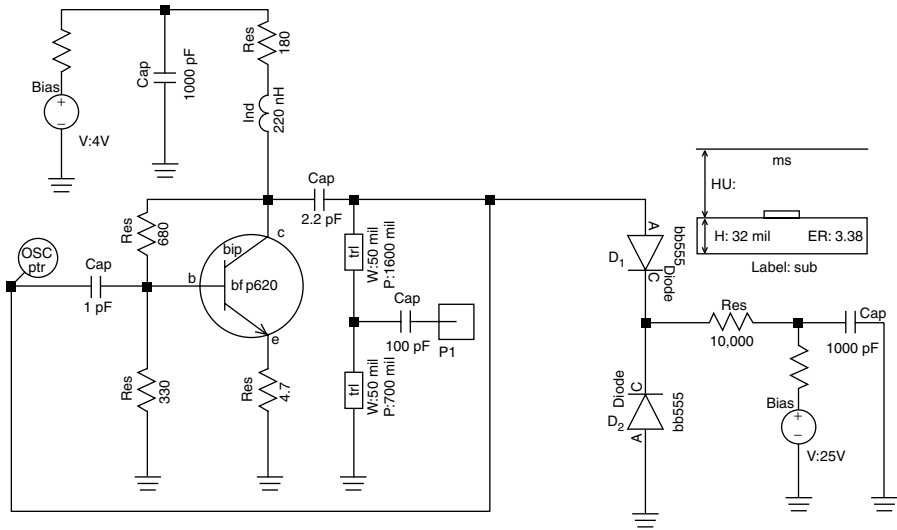 Res
180
Cap
1000 pF
Bias
+
−
V:4V
Ind
220 nH
ms
HU:
H: 32 mil
ER: 3.38
Label: sub
Cap
2.2 pF
Res
680
c
bip
b
bfp620
e
OSC
ptr
Cap
1 pF
trl
W:50 mil
P:1600 mil
Cap
100 pF
P1
trl
W:50 mil
P:700 mil
Res
330
Res
4.7
A
D1
C
bb555
Diode
Res
10,000
Cap
1000 pF
Diode
C
D2
A
bb555
Bias
+
−
V:25V